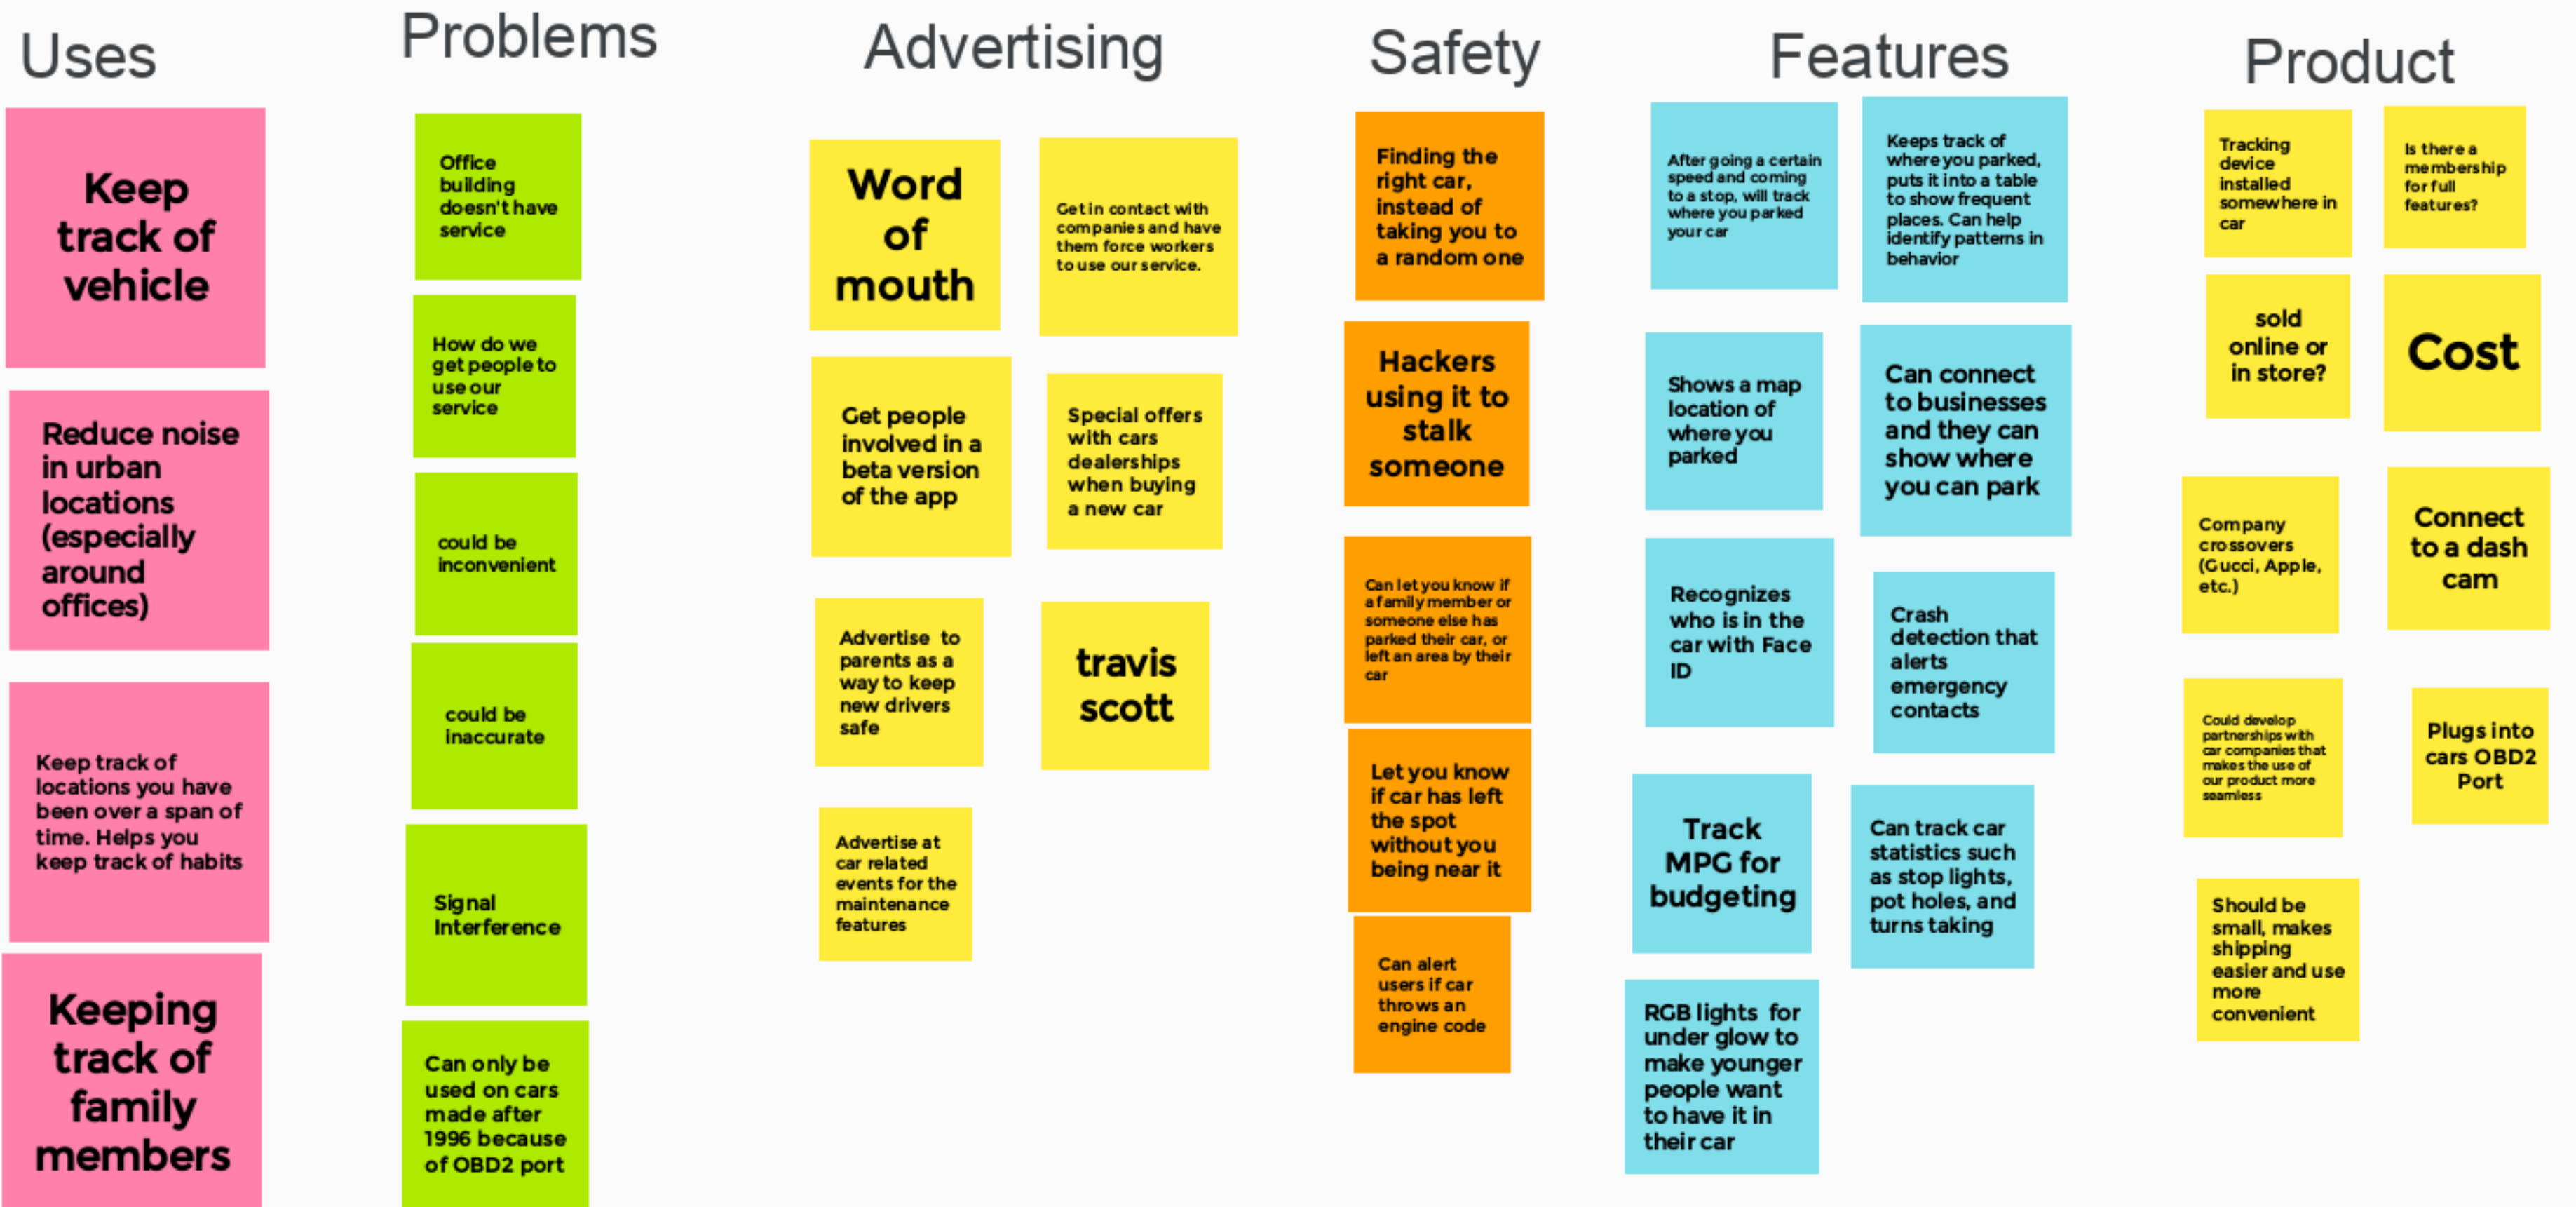 Uses
Keep
track of
vehicle
Reduce noise
in urban
locations
(especially
around
offices)
Keep track of
locations you have
been over a span of
time. Helps you
keep track of habits
Keeping
track of
family
members
Problems
Office
building
doesn't have
service
How do we
get people to
use our
service
could be
inconvenient
could be
inaccurate
Signal
Interference
Can only be
used on cars
made after
1996 because
of OBD2 port
Advertising
Word
of
mouth
Get in contact with
companies and have
them force workers
to use our service.
Get people
involved in a
beta version
of the app
Special offers
with cars
dealerships
when buying
a new car
Advertise to
parents as a
way to keep
new drivers
safe
travis
scott
Advertise at
car related
events for the
maintenance
features
Safety
Finding the
right car,
instead of
taking you to
a random one
Hackers
using it to
stalk
someone
Can let you know if
a family member or
someone else has
parked their car, or
left an area by their
car
Let you know
if car has left
the spot
without you
being near it
Can alert
users if car
throws an
engine code
Features
After going a certain
speed and coming
to a stop, will track
where you parked
your car
Keeps track of
where you parked,
puts it into a table
to show frequent
places. Can help
identify patterns in
behavior
Shows a map
location of
where you
parked
Can connect
to businesses
and they can
show where
you can park
Recognizes
who is in the
car with Face
ID
Crash
detection that
alerts
emergency
contacts
Track
MPG for
budgeting
Can track car
statistics such
as stop lights,
pot holes, and
turns taking
RGB lights for
under glow to
make younger
people want
to have it in
their car
Product
Tracking
device
installed
somewhere in
car
Is there a
membership
for full
features?
sold
online or
in store?
Cost
Company
crossovers
(Gucci, Apple,
etc.)
Connect
to a dash
cam
Could develop
partnerships with
car companies that
makes the use of
our product more
seamless
Plugs into
cars OBD2
Port
Should be
small, makes
shipping
easier and use
more
convenient